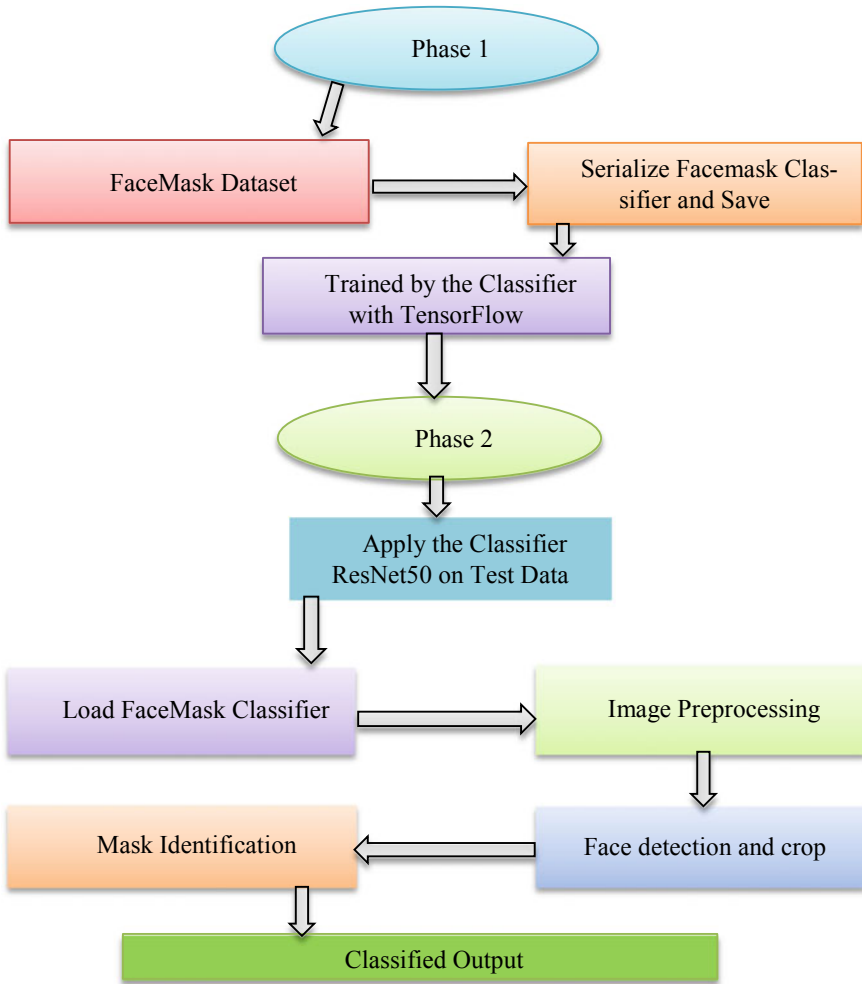 Phase 1
FaceMask Dataset
Serialize Facemask Clas-
sifier and Save
Trained by the Classifier
with TensorFlow
Phase 2
Apply the Classifier
ResNet50 on Test Data
Load FaceMask Classifier
Image Preprocessing
Mask Identification
Face detection and crop
Classified Output